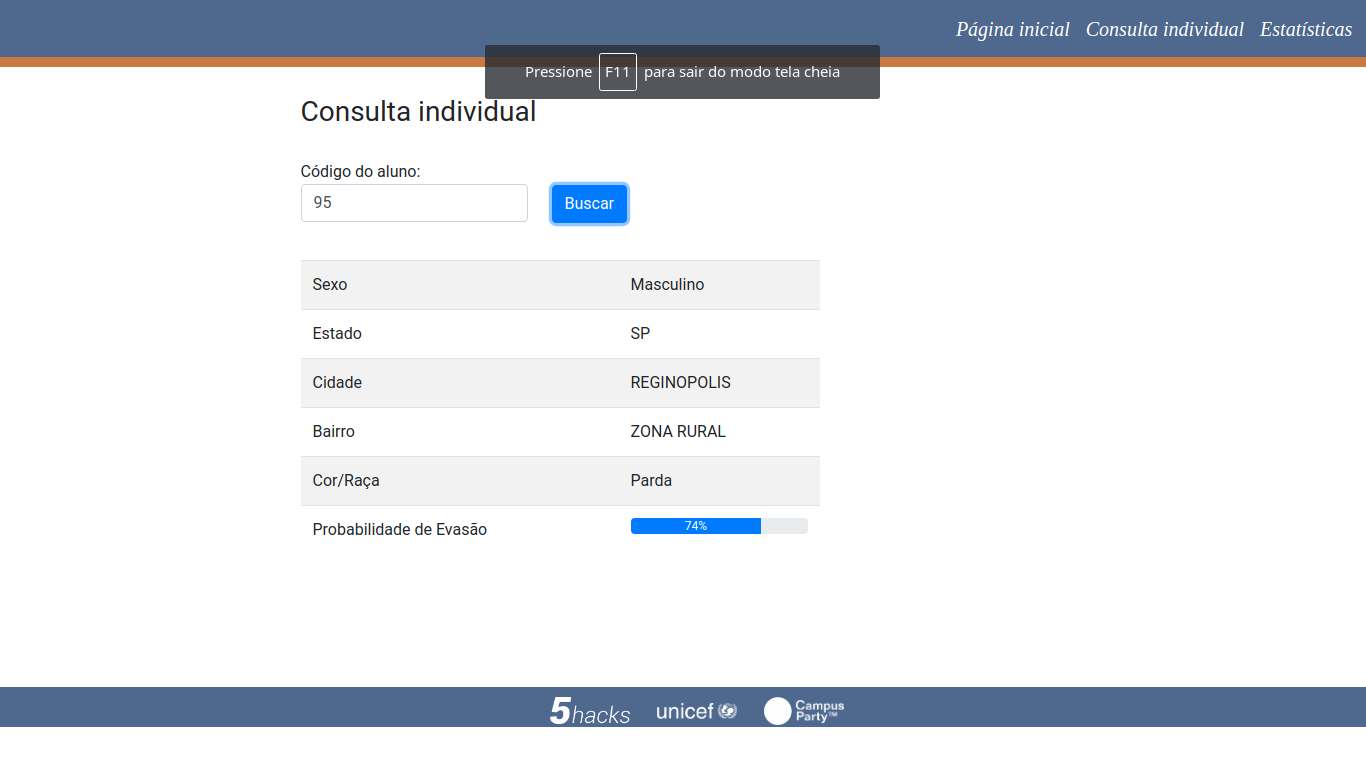 Página inicial Consulta individual Estatísticas
Pressione F11 para sair do modo tela cheia
Consulta individual
Código do aluno:
95 Buscar
Sexo Masculino
Estado SP
Cidade REGINOPOLIS
Bairro ZONA RURAL
Cor/Raça Parda
Probabilidade de Evasão 74%
5hacks unicef Campus
Party™